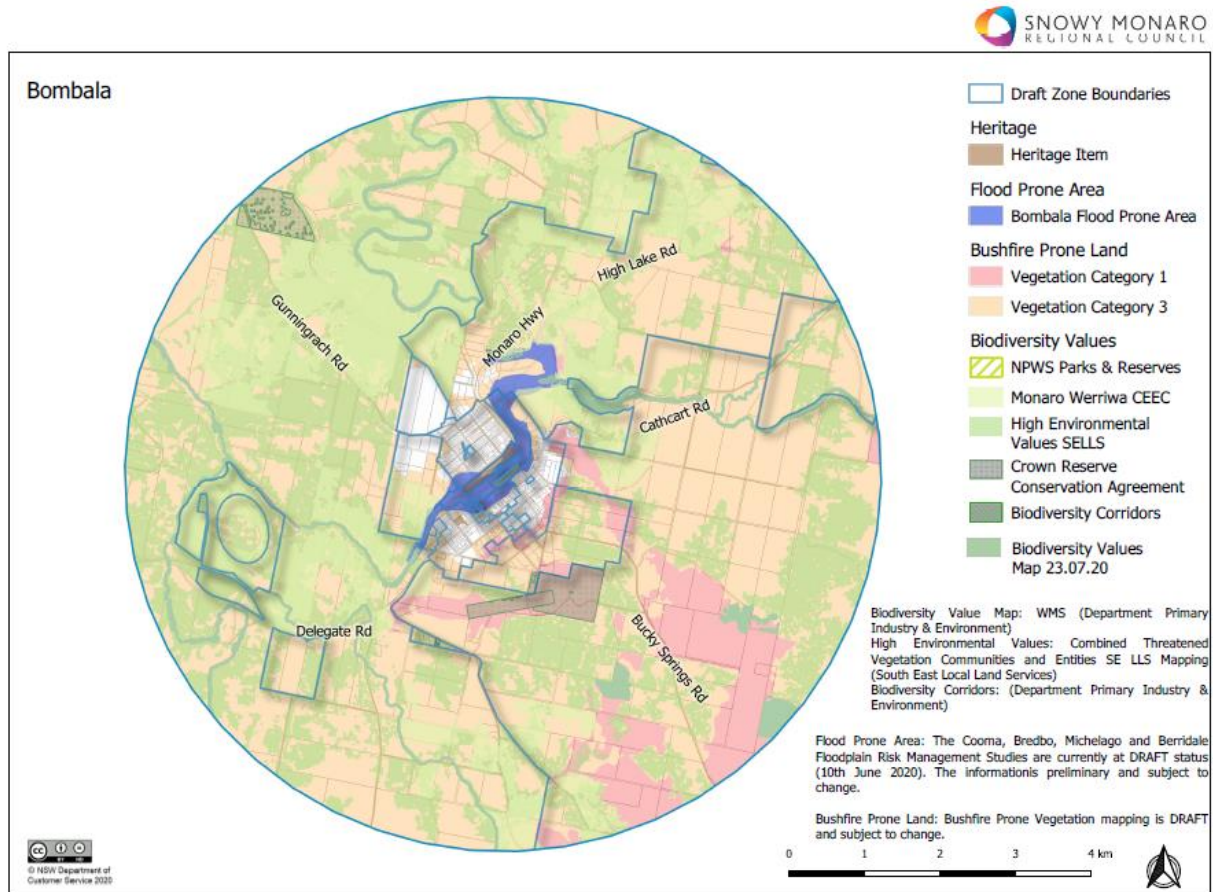 SNOWY MONARO
REGIONAL COUNCIL
Bombala
Draft Zone Boundaries
Heritage
Heritage Item
Flood Prone Area
Bombala Flood Prone Area
Bushfire Prone Land
Vegetation Category 1
Vegetation Category 3
Biodiversity Values
NPWS Parks & Reserves
Monaro Werriwa CEEC
High Environmental
Values SELLS
Crown Reserve
Conservation Agreement
Biodiversity Corridors
Biodiversity Values
Map 23.07.20
High Lake Rd
Monaro Hwy
Gunningrach Rd
Cathcart Rd
Delegate Rd
Bucky Springs Rd
Biodiversity Value Map: WMS (Department Primary
Industry & Environment)
High Environmental Values: Combined Threatened
Vegetation Communities and Entities SE LLS Mapping
(South East Local Land Services)
Biodiversity Corridors: (Department Primary Industry &
Environment)
Flood Prone Area: The Cooma, Bredbo, Michelago and Berridale
Floodplain Risk Management Studies are currently at DRAFT status
(10th June 2020). The informationis preliminary and subject to
change.
Bushfire Prone Land: Bushfire Prone Vegetation mapping is DRAFT
and subject to change.
0 1 2 3 4 km
cc
BY
© NSW Department of
Customer Service 2020